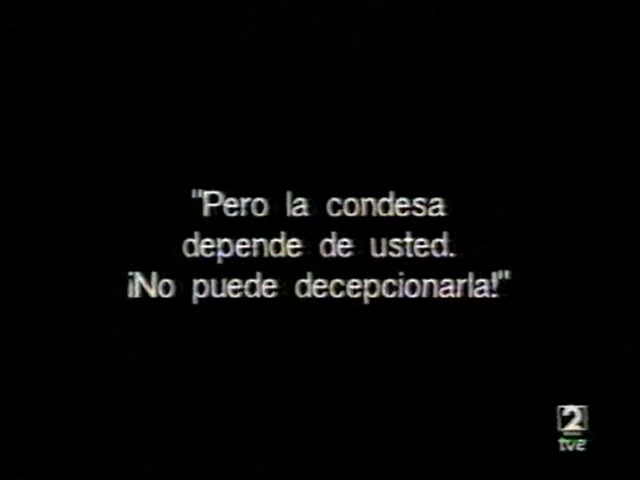 "Pero la condesa
depende de usted.
¡No puede decepcionarla!"
2
tve